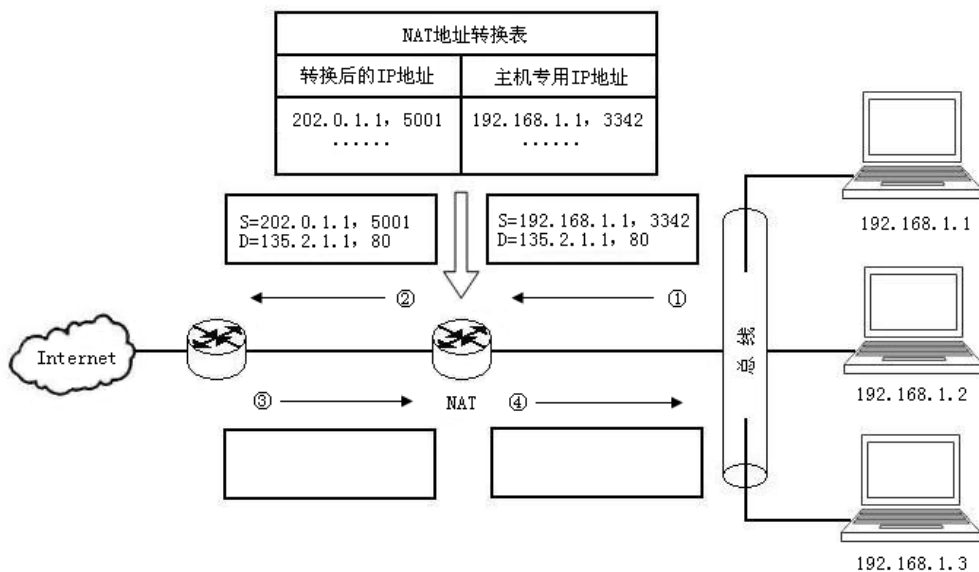 NAT地址转换表
转换后的IP地址
主机专用IP地址
202.0.1.1，5001
192.168.1.1，3342
......
......
S=202.0.1.1，5001
D=135.2.1.1，80
S=192.168.1.1，3342
D=135.2.1.1，80
192.168.1.1
②
①
Internet
总线
192.168.1.2
③
NAT
④
192.168.1.3